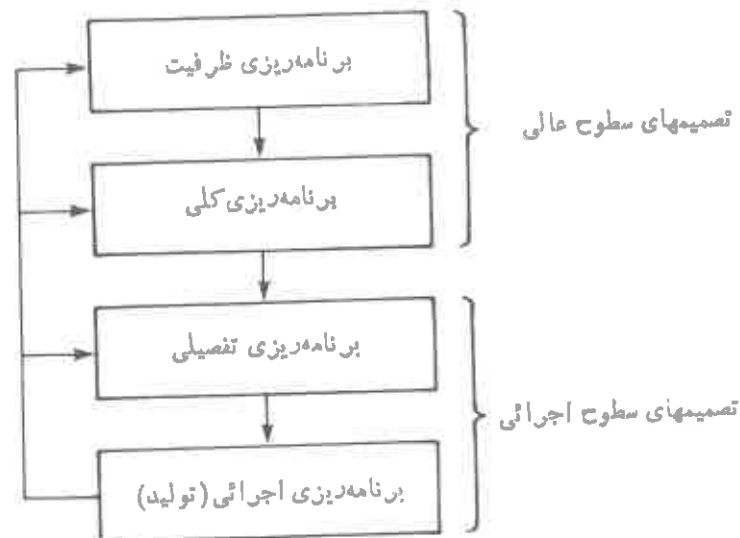 برنامه‌ریزی ظرفیت
تصمیمهای سطوح عالی
برنامه‌ریزی کلی
برنامه‌ریزی تفصیلی
تصمیمهای سطوح اجرائی
برنامه‌ریزی اجرائی (تولید)